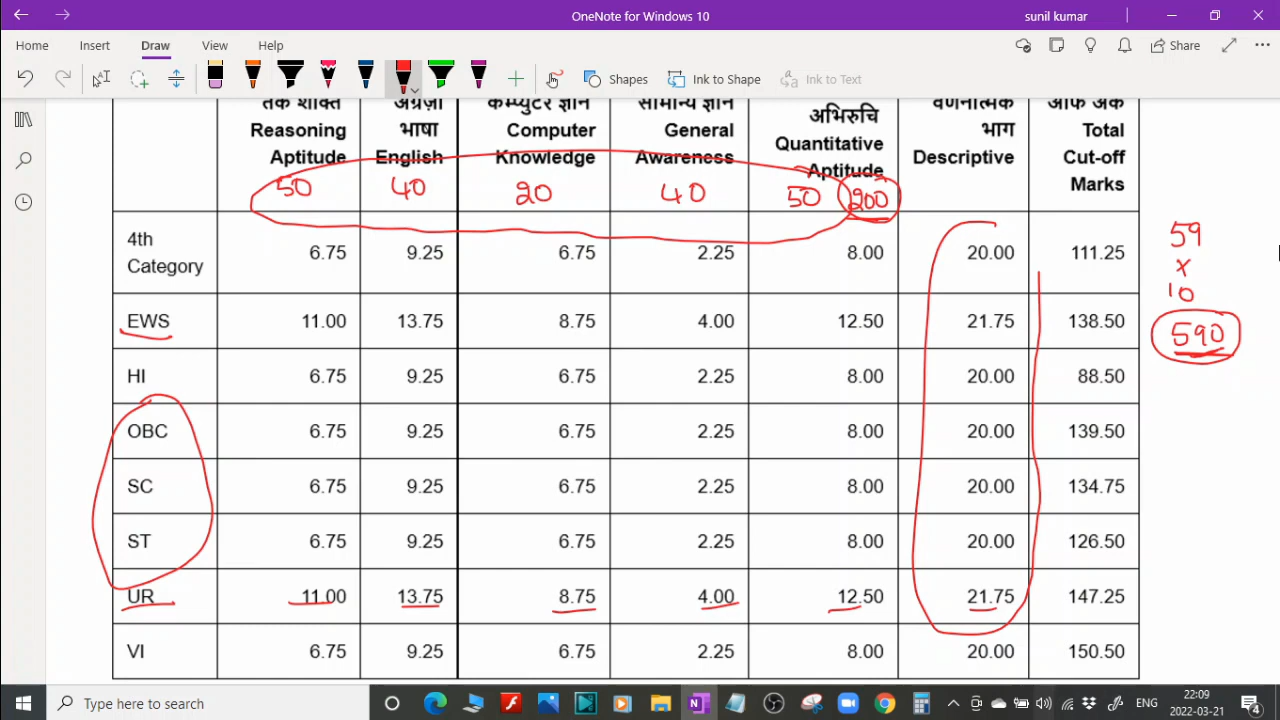 OneNote for Windows 10
sunil kumar
Home Insert Draw View Help
Share
Shapes
Ink to Shape
Ink to Text
तर्क शक्ति
Reasoning
Aptitude
अंग्रेज़ी
भाषा
English
कम्प्युटर ज्ञान
Computer
Knowledge
सामान्य ज्ञान
General
Awareness
अभिरुचि
Quantitative
Aptitude
वर्णनात्मक
भाग
Descriptive
ऑफ अंक
Total
Cut-off
Marks
50 40 20 40 50 200
4th
Category
6.75 9.25 6.75 2.25 8.00 20.00 111.25
EWS 11.00 13.75 8.75 4.00 12.50 21.75 138.50
HI 6.75 9.25 6.75 2.25 8.00 20.00 88.50
OBC 6.75 9.25 6.75 2.25 8.00 20.00 139.50
SC 6.75 9.25 6.75 2.25 8.00 20.00 134.75
ST 6.75 9.25 6.75 2.25 8.00 20.00 126.50
UR 11.00 13.75 8.75 4.00 12.50 21.75 147.25
VI 6.75 9.25 6.75 2.25 8.00 20.00 150.50
59
x
10
590
Type here to search
ENG
22:09
2022-03-21
4